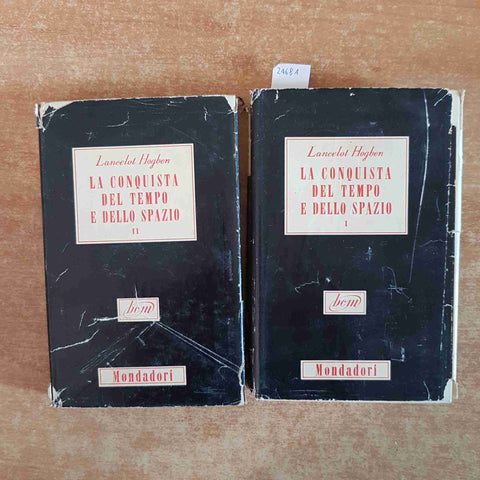 Lancelot Hogben
LA CONQUISTA
DEL TEMPO
E DELLO SPAZIO
II
bcm
Mondadori
2468 A
Lancelot Hogben
LA CONQUISTA
DEL TEMPO
E DELLO SPAZIO
I
bcm
Mondadori